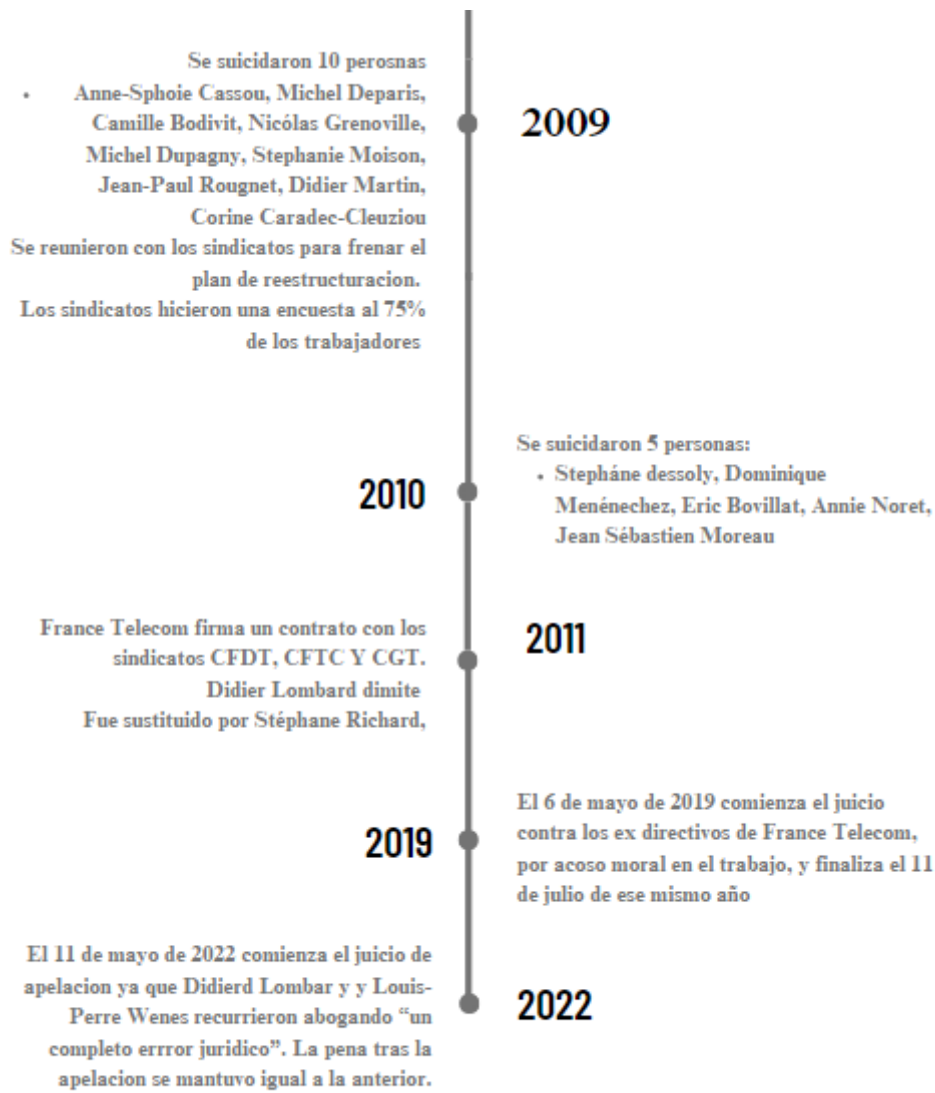 Se suicidaron 10 perosnas
• Anne-Sphoie Cassou, Michel Deparis,
Camille Bodivit, Nicólas Grenoville,
Michel Dupagny, Stephanie Moison,
Jean-Paul Rougnet, Didier Martin,
Corine Caradec-Cleuziou
Se reunieron con los sindicatos para frenar el
plan de reestructuracion.
Los sindicatos hicieron una encuesta al 75%
de los trabajadores
2009
2010
Se suicidaron 5 personas:
• Stepháne dessoly, Dominique
Menénechez, Eric Bovillat, Annie Noret,
Jean Sébastien Moreau
France Telecom firma un contrato con los
sindicatos CFDT, CFTC Y CGT.
Didier Lombard dimite
Fue sustituido por Stéphane Richard,
2011
2019
El 6 de mayo de 2019 comienza el juicio
contra los ex directivos de France Telecom,
por acoso moral en el trabajo, y finaliza el 11
de julio de ese mismo año
El 11 de mayo de 2022 comienza el juicio de
apelacion ya que Didierd Lombar y y Louis-
Perre Wenes recurrieron abogando “un
completo errror juridico”. La pena tras la
apelacion se mantuvo igual a la anterior.
2022